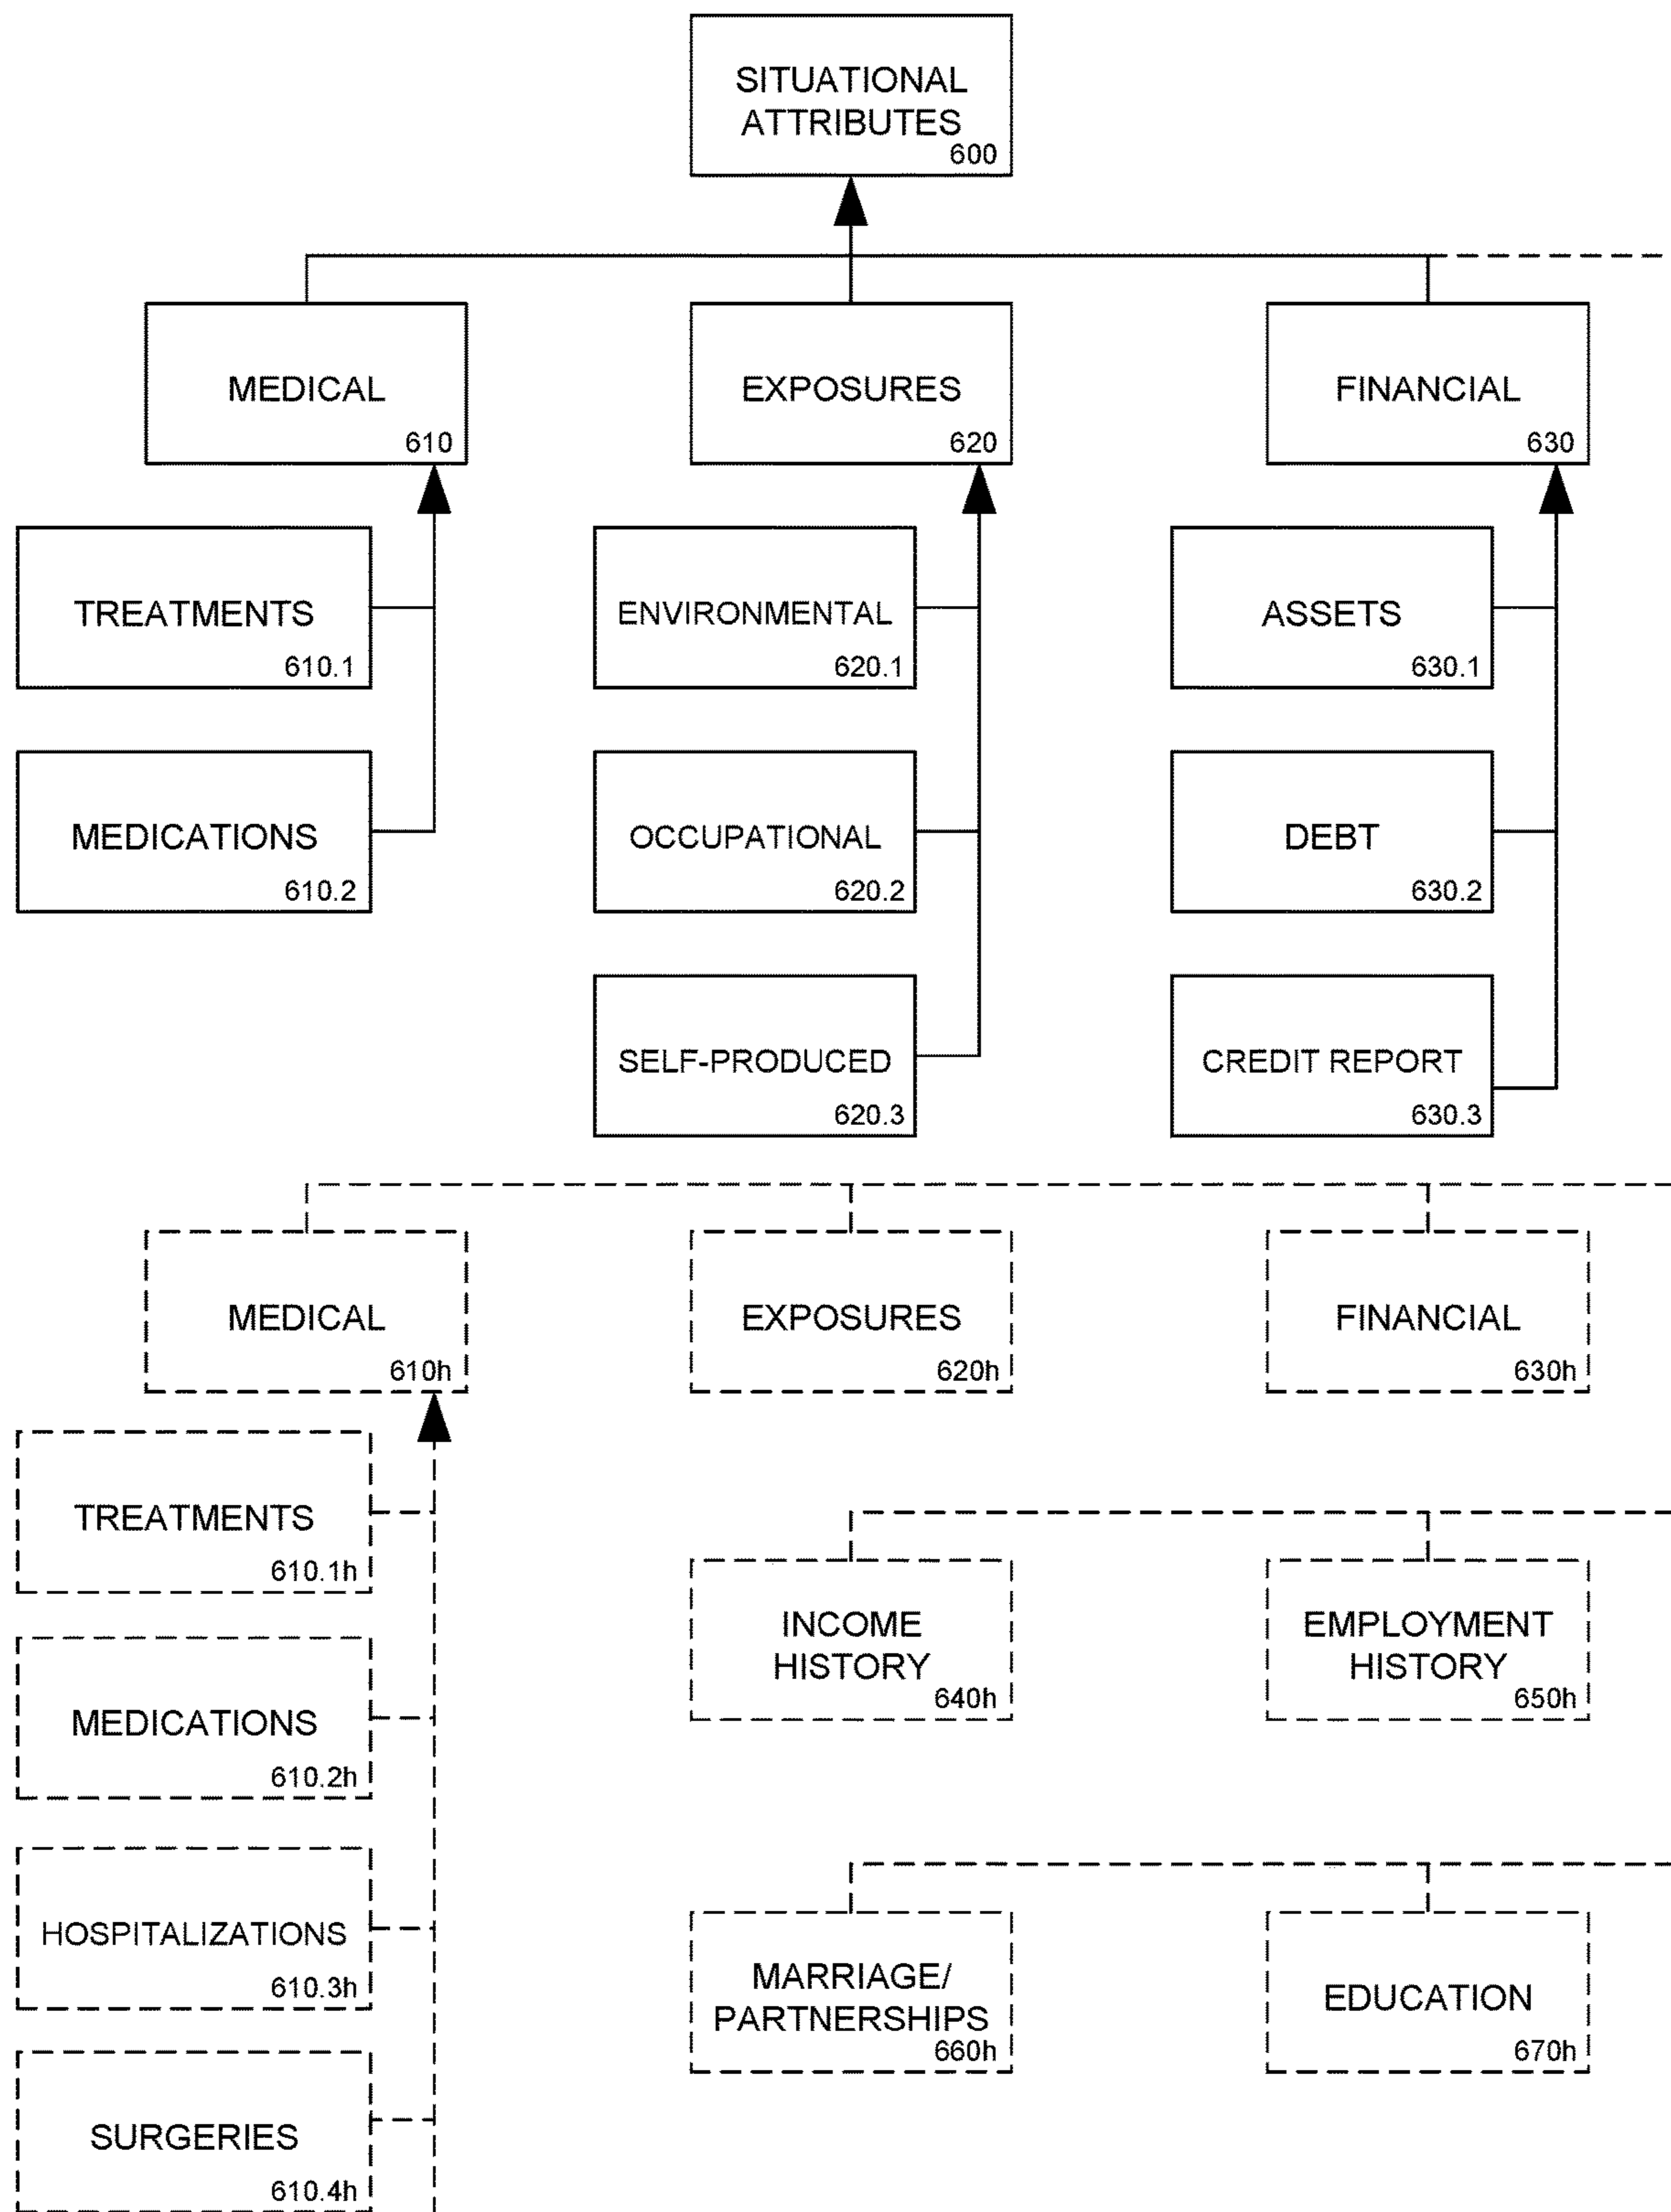 SITUATIONAL
ATTRIBUTES
600
MEDICAL
610
EXPOSURES
620
FINANCIAL
630
TREATMENTS
610.1
ENVIRONMENTAL
620.1
ASSETS
630.1
MEDICATIONS
610.2
OCCUPATIONAL
620.2
DEBT
630.2
SELF-PRODUCED
620.3
CREDIT REPORT
630.3
MEDICAL
610h
EXPOSURES
620h
FINANCIAL
630h
TREATMENTS
610.1h
INCOME
HISTORY
640h
EMPLOYMENT
HISTORY
650h
MEDICATIONS
610.2h
HOSPITALIZATIONS
610.3h
MARRIAGE/
PARTNERSHIPS
660h
EDUCATION
670h
SURGERIES
610.4h